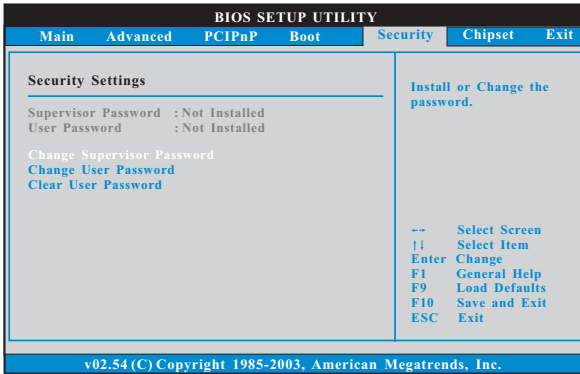 BIOS SETUP UTILITY
Main Advanced PCIPnP Boot Security Chipset Exit
Security Settings
Supervisor Password : Not Installed
User Password : Not Installed
Change Supervisor Password
Change User Password
Clear User Password
Install or Change the
password.
←→ Select Screen
↑↓ Select Item
Enter Change
F1 General Help
F9 Load Defaults
F10 Save and Exit
ESC Exit
v02.54 (C) Copyright 1985-2003, American Megatrends, Inc.